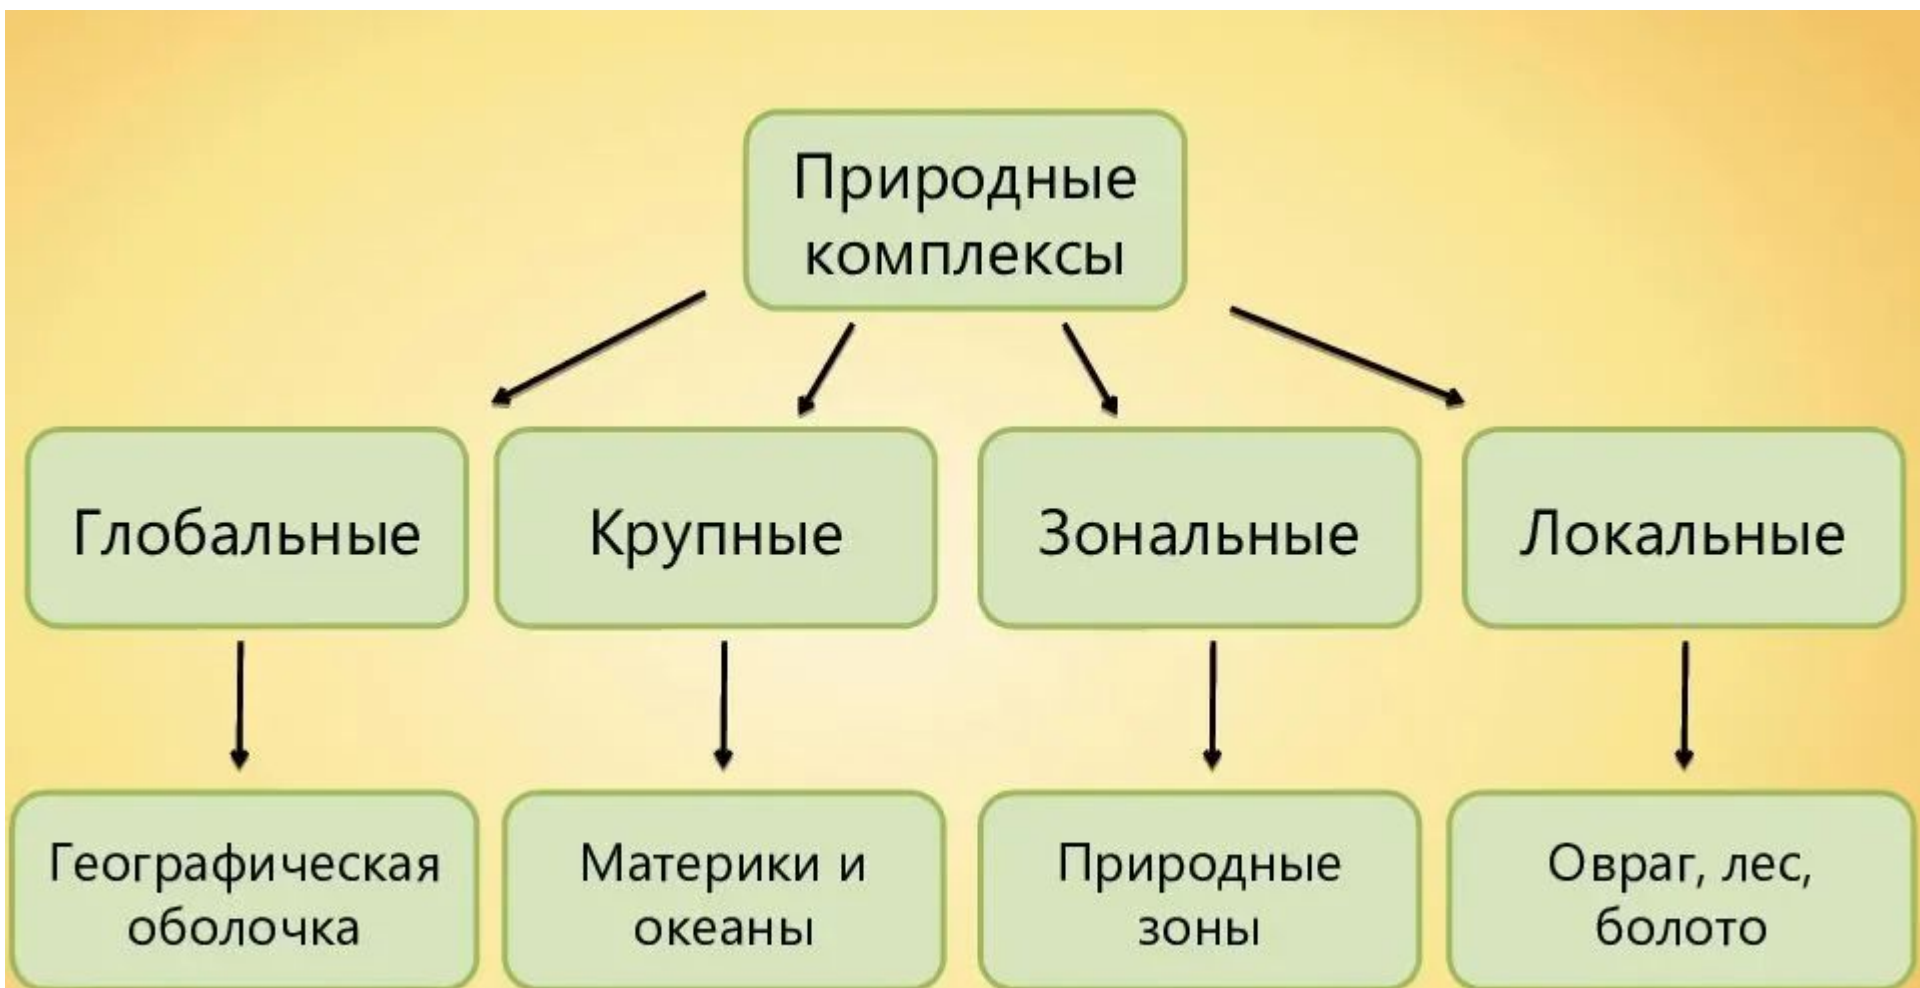 Природные
комплексы
Глобальные
Крупные
Зональные
Локальные
Географическая
оболочка
Материки и
океаны
Природные
зоны
Овраг, лес,
болото